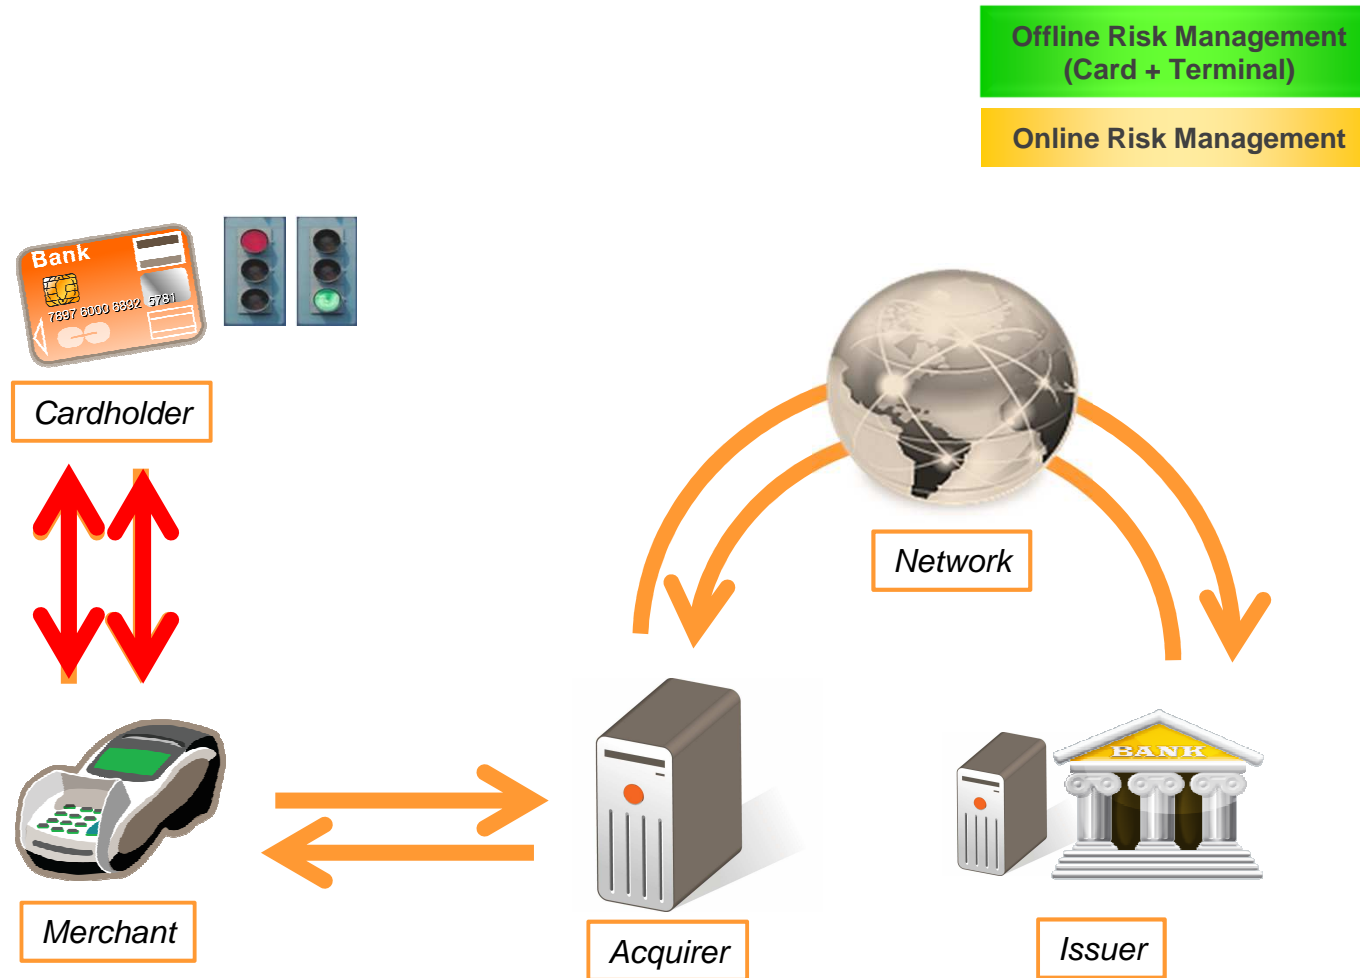 Offline Risk Management
(Card + Terminal)
Online Risk Management
Bank
7897 6000 6892 5781
Cardholder
Network
BANK
Merchant
Acquirer
Issuer